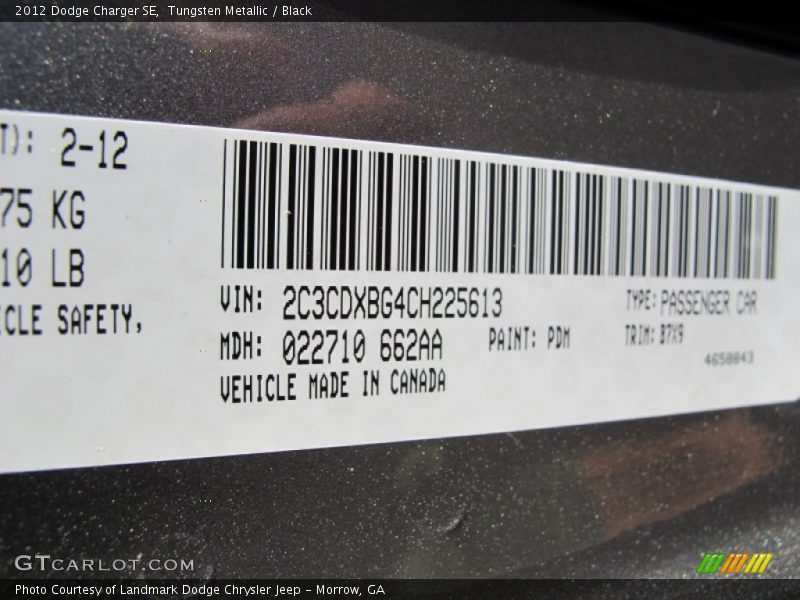 2012 Dodge Charger SE, Tungsten Metallic / Black
T): 2-12
75 KG
10 LB
ICLE SAFETY,
VIN: 2C3CDXBG4CH225613
TYPE: PASSENGER CAR
MDH: 022710 662AA
PAINT: PDM
TRIM: B7X9
VEHICLE MADE IN CANADA
4658043
GTCARLOT.COM
Photo Courtesy of Landmark Dodge Chrysler Jeep – Morrow, GA